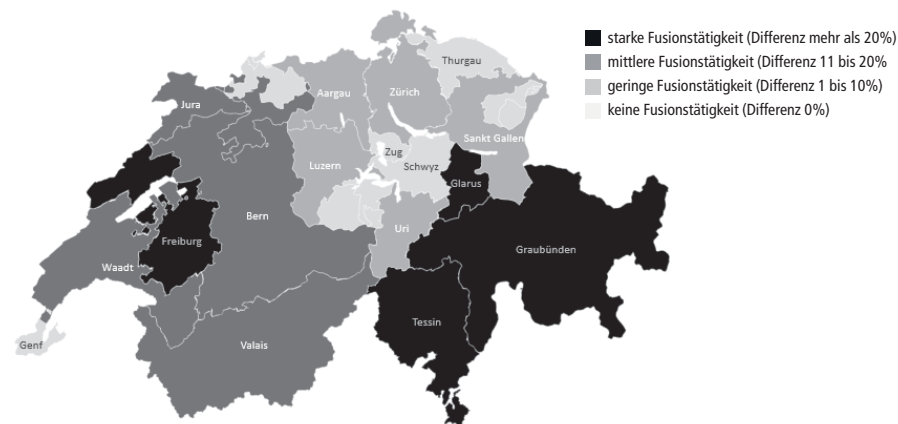 starke Fusionstätigkeit (Differenz mehr als 20%)
mittlere Fusionstätigkeit (Differenz 11 bis 20%
geringe Fusionstätigkeit (Differenz 1 bis 10%)
keine Fusionstätigkeit (Differenz 0%)
Thurgau
Aargau
Zürich
Jura
Sankt Gallen
Zug
Luzern
Schwyz
Glarus
Bern
Uri
Freiburg
Graubünden
Waadt
Tessin
Genf
Valais